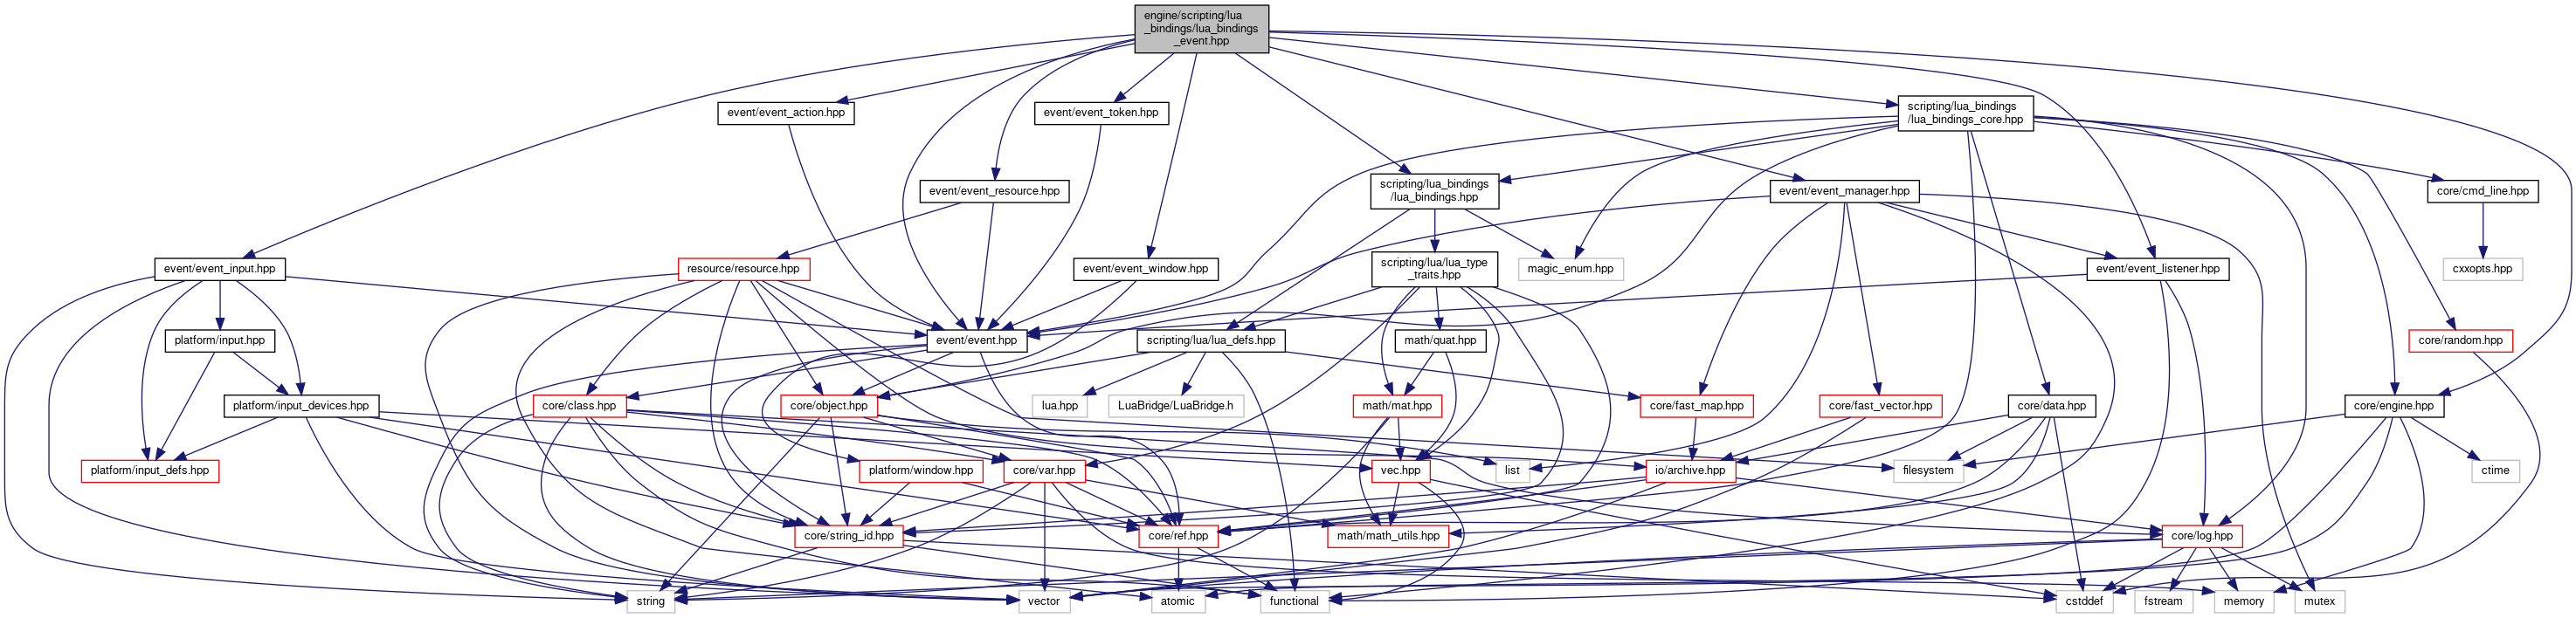 engine/scripting/lua
_bindings/lua_bindings
_event.hpp
event/event_action.hpp
event/event_token.hpp
scripting/lua_bindings
/lua_bindings_core.hpp
event/event_resource.hpp
scripting/lua_bindings
/lua_bindings.hpp
event/event_manager.hpp
core/cmd_line.hpp
event/event_input.hpp
resource/resource.hpp
event/event_window.hpp
scripting/lua/lua_type
_traits.hpp
magic_enum.hpp
event/event_listener.hpp
cxxopts.hpp
platform/input.hpp
event/event.hpp
scripting/lua/lua_defs.hpp
math/quat.hpp
core/random.hpp
platform/input_devices.hpp
core/class.hpp
core/object.hpp
lua.hpp
LuaBridge/LuaBridge.h
math/mat.hpp
core/fast_map.hpp
core/fast_vector.hpp
core/data.hpp
core/engine.hpp
platform/input_defs.hpp
platform/window.hpp
core/var.hpp
vec.hpp
list
io/archive.hpp
filesystem
ctime
core/string_id.hpp
core/ref.hpp
math/math_utils.hpp
core/log.hpp
string
vector
atomic
functional
cstddef
fstream
memory
mutex